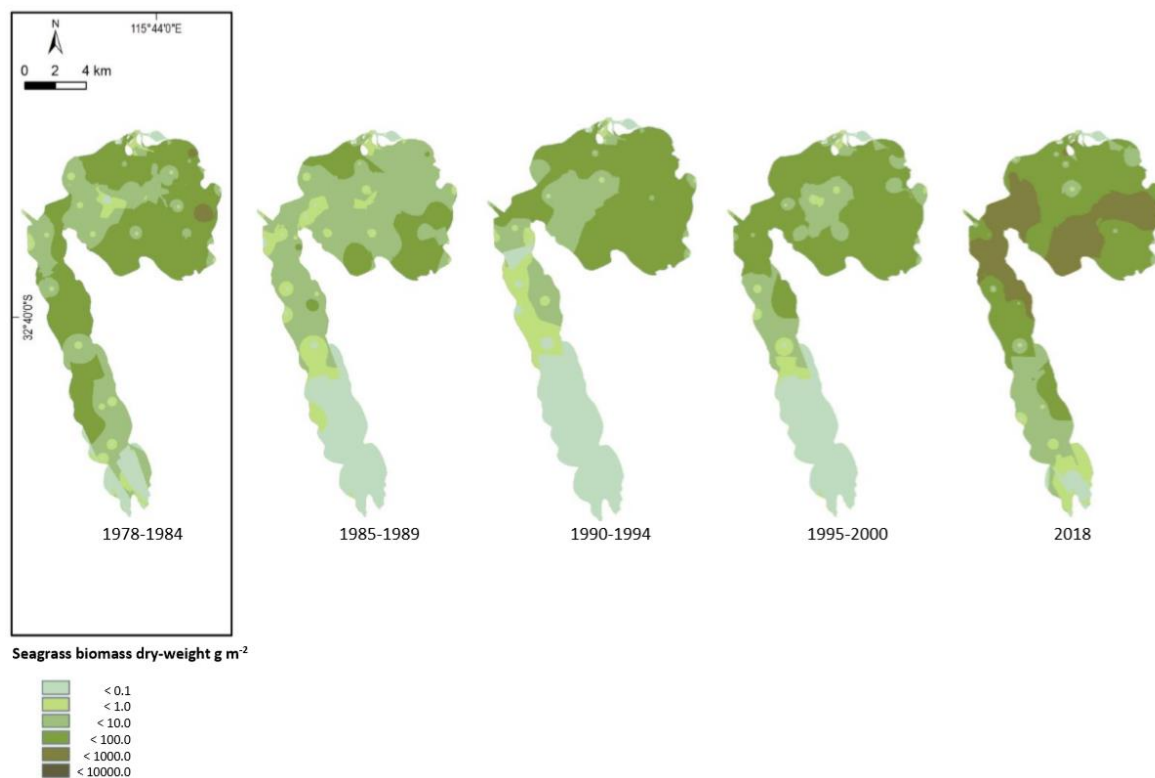 N
115°44'0"E
0 2 4 km
32°40'0"S
1978-1984
1985-1989
1990-1994
1995-2000
2018
Seagrass biomass dry-weight g m⁻²
< 0.1
< 1.0
< 10.0
< 100.0
< 1000.0
< 10000.0